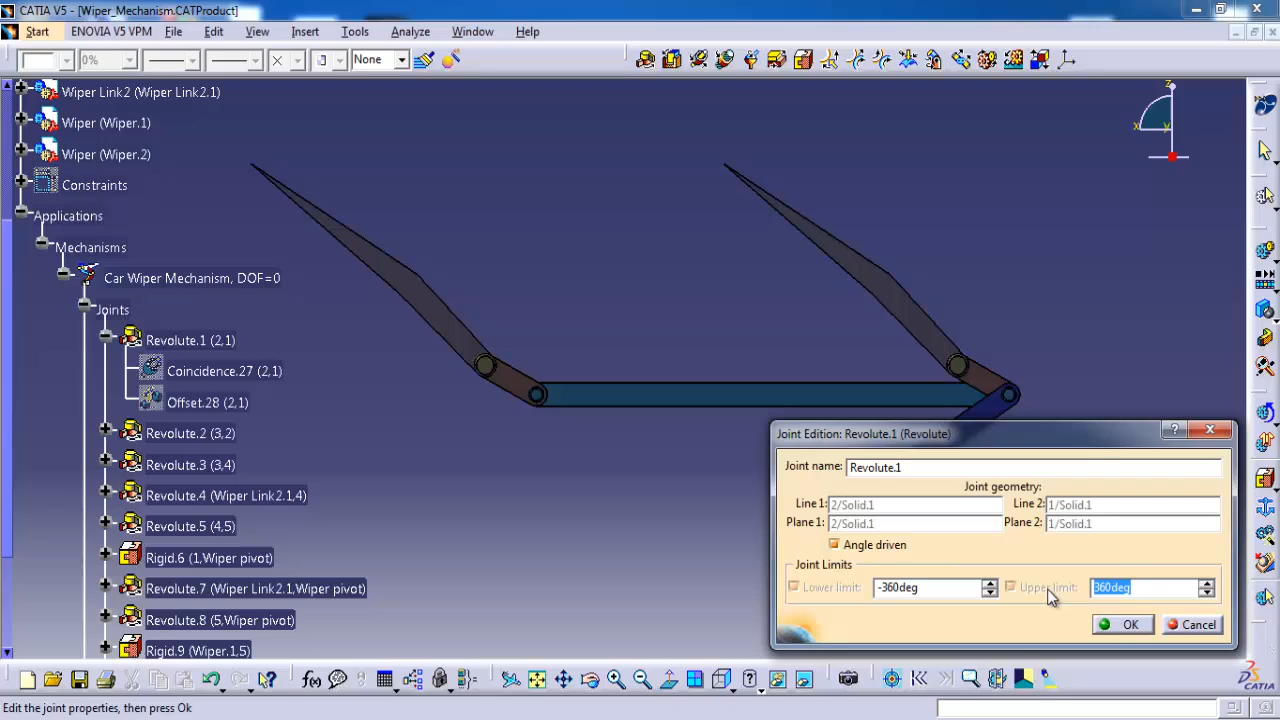 CATIA V5 - [Wiper_Mechanism.CATProduct]
Start ENOVIA V5 VPM File Edit View Insert Tools Analyze Window Help
0% None
Wiper Link2 (Wiper Link2.1)
Wiper (Wiper.1)
Wiper (Wiper.2)
Constraints
Applications
Mechanisms
Car Wiper Mechanism, DOF=0
Joints
Revolute.1 (2,1)
Coincidence.27 (2,1)
Offset.28 (2,1)
Revolute.2 (3,2)
Revolute.3 (3,4)
Revolute.4 (Wiper Link2.1,4)
Revolute.5 (4,5)
Rigid.6 (1,Wiper pivot)
Revolute.7 (Wiper Link2.1,Wiper pivot)
Revolute.8 (5,Wiper pivot)
Rigid.9 (Wiper.1,5)
z
x y
Joint Edition: Revolute.1 (Revolute)
Joint name: Revolute.1
Joint geometry:
Line 1: 2/Solid.1 Line 2: 1/Solid.1
Plane 1: 2/Solid.1 Plane 2: 1/Solid.1
Angle driven
Joint Limits
Lower limit: -360deg Upper limit: 360deg
OK Cancel
f(x)
CATIA
Edit the joint properties, then press Ok